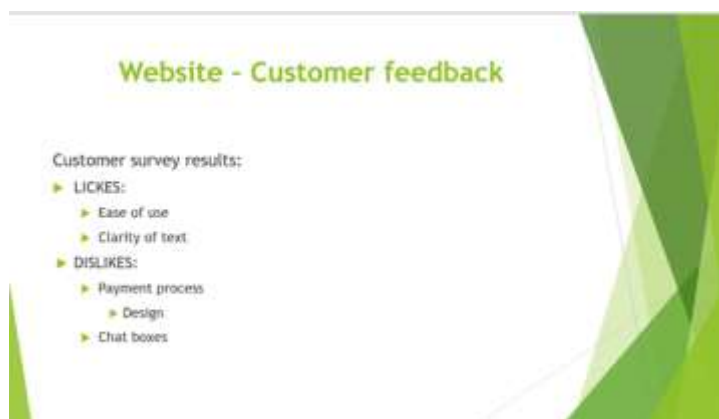 Website - Customer feedback
Customer survey results:
LICKES:
Ease of use
Clarity of text
DISLIKES:
Payment process
Design
Chat boxes